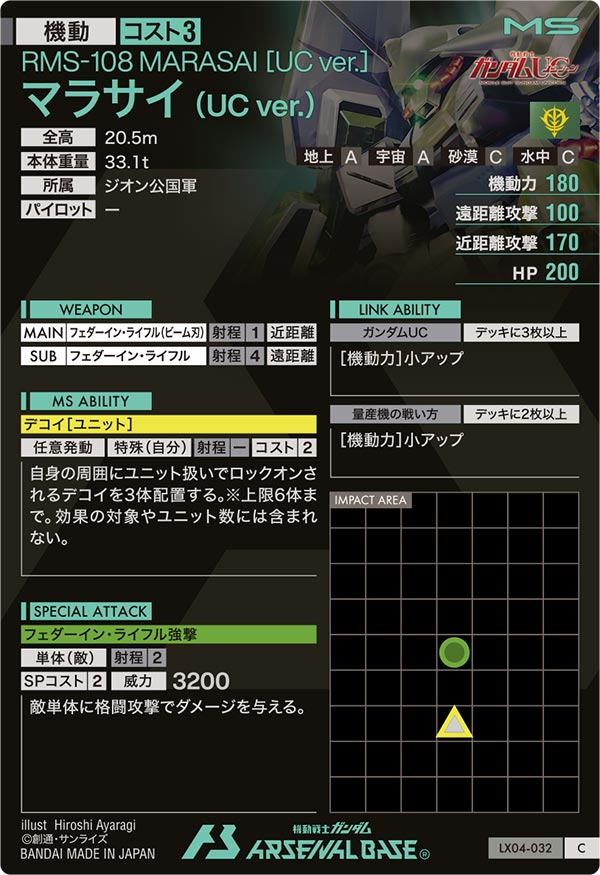 機動 コスト3
MS
RMS-108 MARASAI [UC ver.]
マラサイ (UC ver.)
機動戦士
ガンダムUC
全高 20.5m
本体重量 33.1t
所属 ジオン公国軍
パイロット ー
地上 A 宇宙 A 砂漠 C 水中 C
機動力 180
遠距離攻撃 100
近距離攻撃 170
HP 200
WEAPON
MAIN フェダーイン・ライフル(ビーム刃) 射程 1 近距離
SUB フェダーイン・ライフル 射程 4 遠距離
MS ABILITY
デコイ[ユニット]
任意発動 特殊(自分) 射程 ー コスト 2
自身の周囲にユニット扱いでロックオンさ
れるデコイを3体配置する。※上限6体ま
で。効果の対象やユニット数には含まれ
ない。
SPECIAL ATTACK
フェダーイン・ライフル強撃
単体(敵) 射程 2
SPコスト 2 威力 3200
敵単体に格闘攻撃でダメージを与える。
LINK ABILITY
ガンダムUC デッキに3枚以上
[機動力]小アップ
量産機の戦い方 デッキに2枚以上
[機動力]小アップ
IMPACT AREA
illust Hiroshi Ayaragi
©創通・サンライズ
BANDAI MADE IN JAPAN
機動戦士ガンダム
ARSENAL BASE®
LX04-032 C